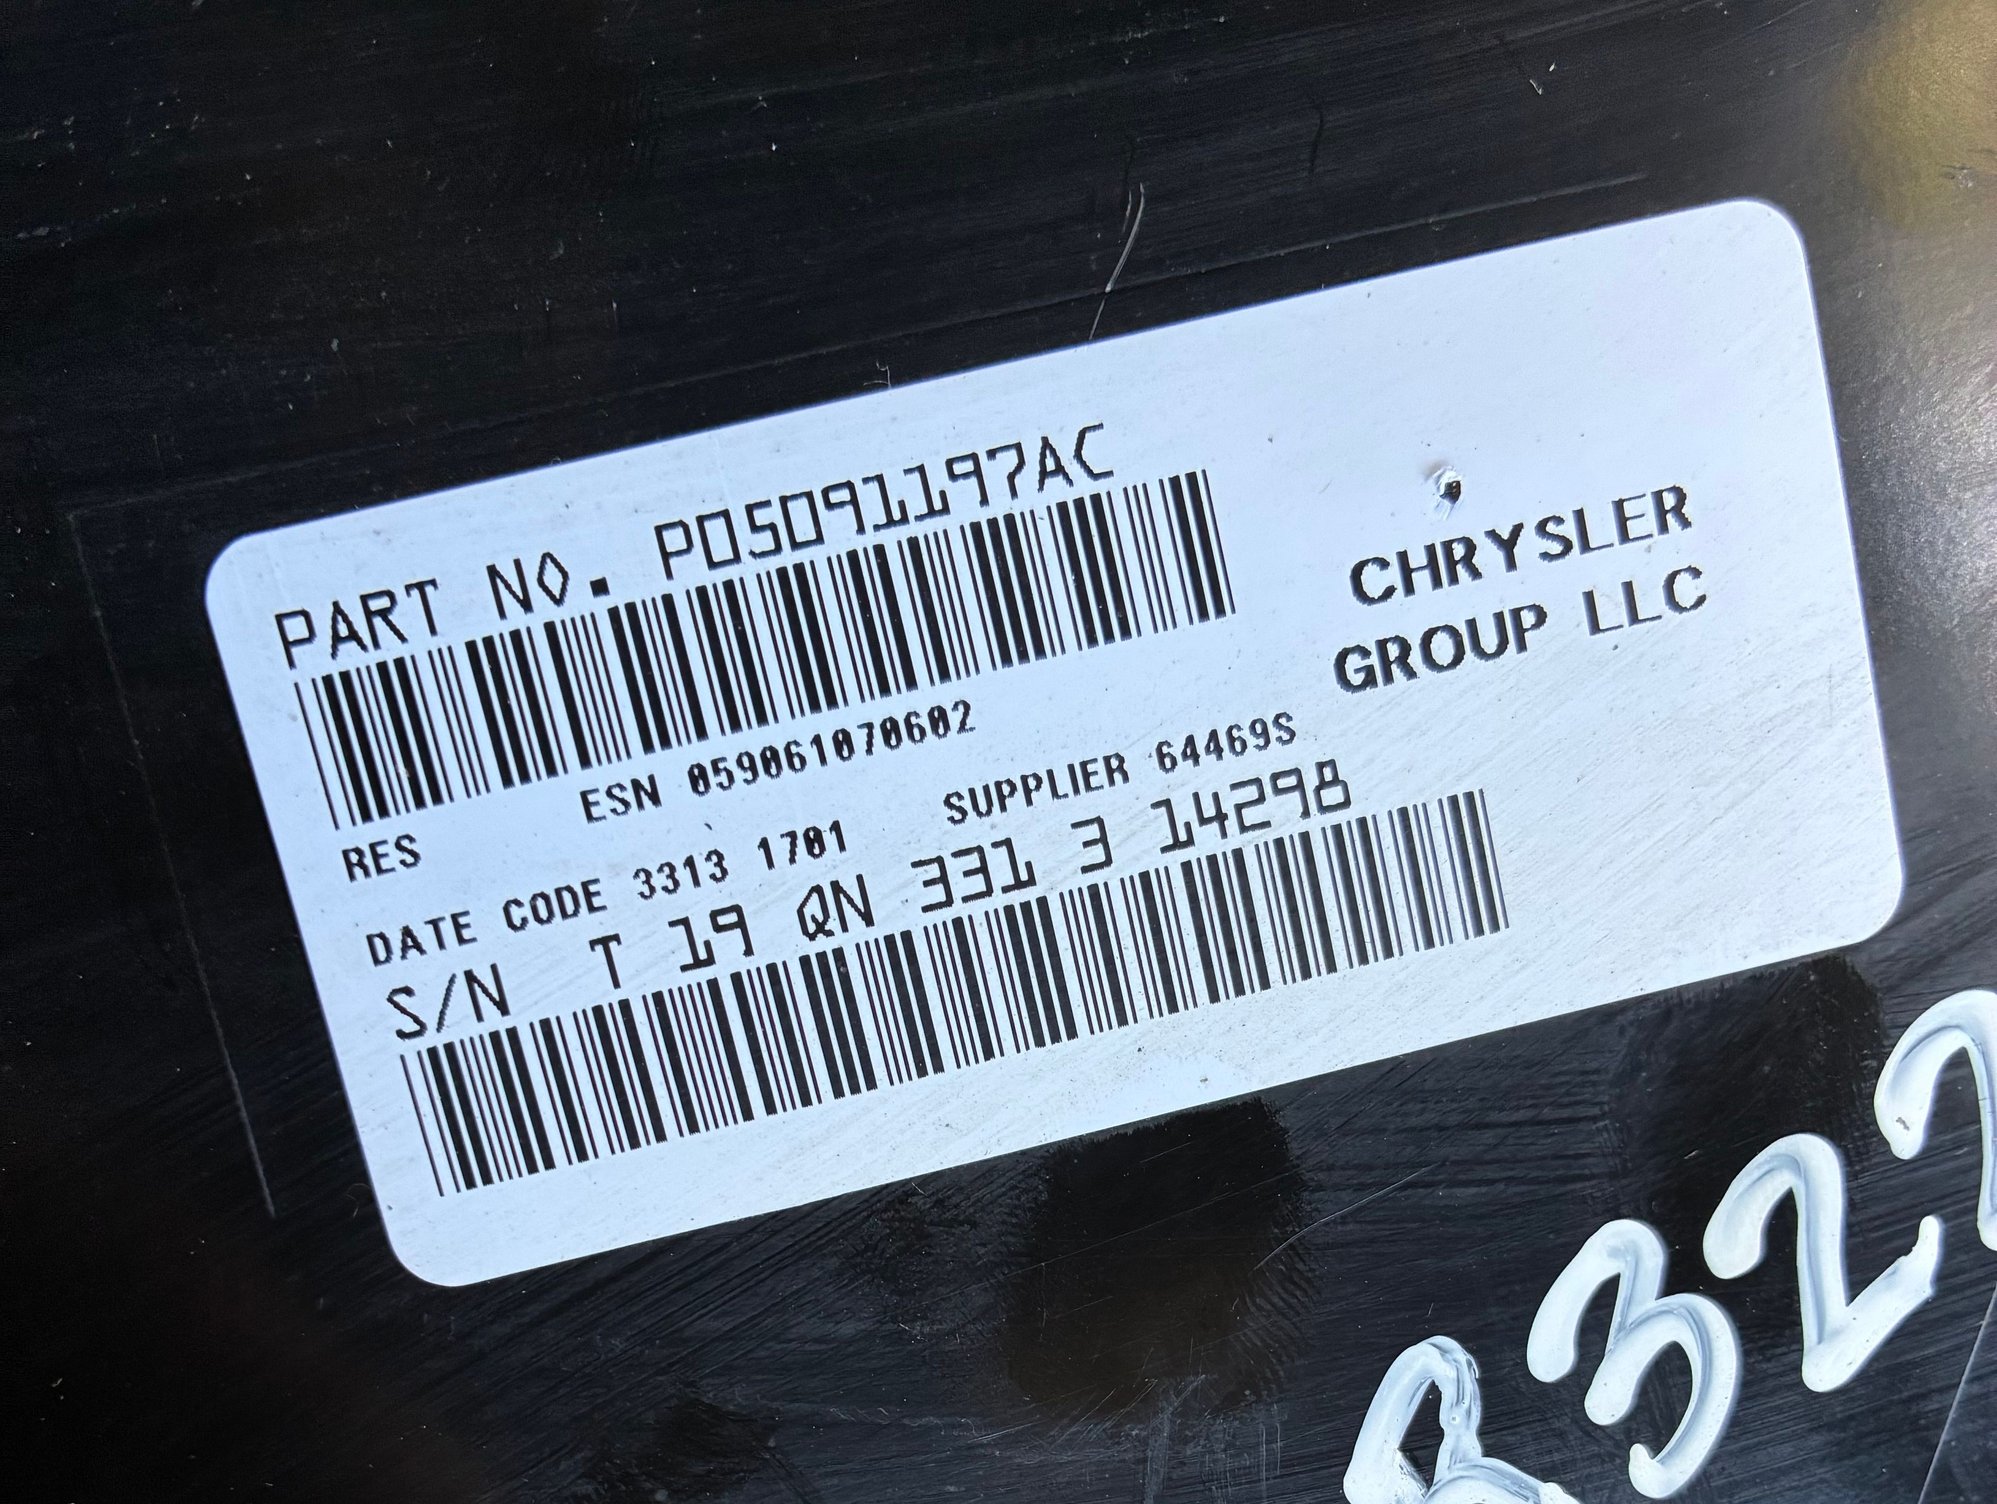 PART NO. P05091197AC
CHRYSLER
GROUP LLC
ESN 059061070602
RES
SUPPLIER 64469S
DATE CODE 3313 1701
S/N T 19 QN 331 3 14298